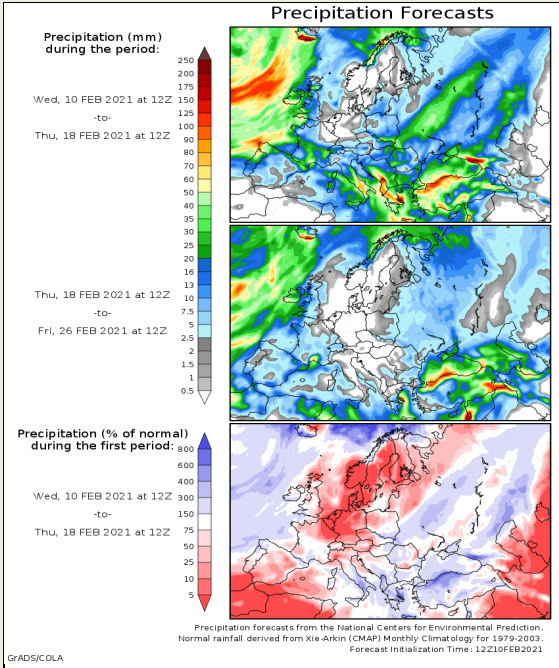 Precipitation Forecasts
Precipitation (mm)
during the period:
250
200
175
150
125
100
90
80
70
60
50
40
35
30
25
20
16
13
10
7.5
5
2.5
2
1.5
1
0.5
Wed, 10 FEB 2021 at 12Z
-to-
Thu, 18 FEB 2021 at 12Z
Thu, 18 FEB 2021 at 12Z
-to-
Fri, 26 FEB 2021 at 12Z
Precipitation (% of normal)
during the first period:
800
600
400
300
150
75
50
25
10
5
Wed, 10 FEB 2021 at 12Z
-to-
Thu, 18 FEB 2021 at 12Z
Precipitation forecasts from the National Centers for Environmental Prediction.
Normal rainfall derived from Xie-Arkin (CMAP) Monthly Climatology for 1979-2003.
Forecast Initialization Time: 12Z10FEB2021
GrADS/COLA